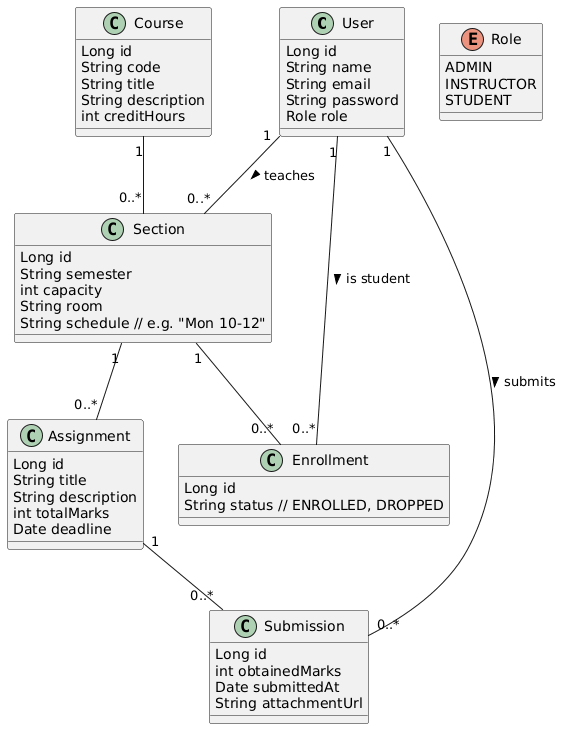 C Course
Long id
String code
String title
String description
int creditHours
C User
Long id
String name
String email
String password
Role role
E Role
ADMIN
INSTRUCTOR
STUDENT
1
0..*
1
teaches
0..*
1
is student
0..*
1
submits
0..*
C Section
Long id
String semester
int capacity
String room
String schedule // e.g. "Mon 10-12"
1
0..*
1
0..*
C Assignment
Long id
String title
String description
int totalMarks
Date deadline
C Enrollment
Long id
String status // ENROLLED, DROPPED
1
0..*
C Submission
Long id
int obtainedMarks
Date submittedAt
String attachmentUrl